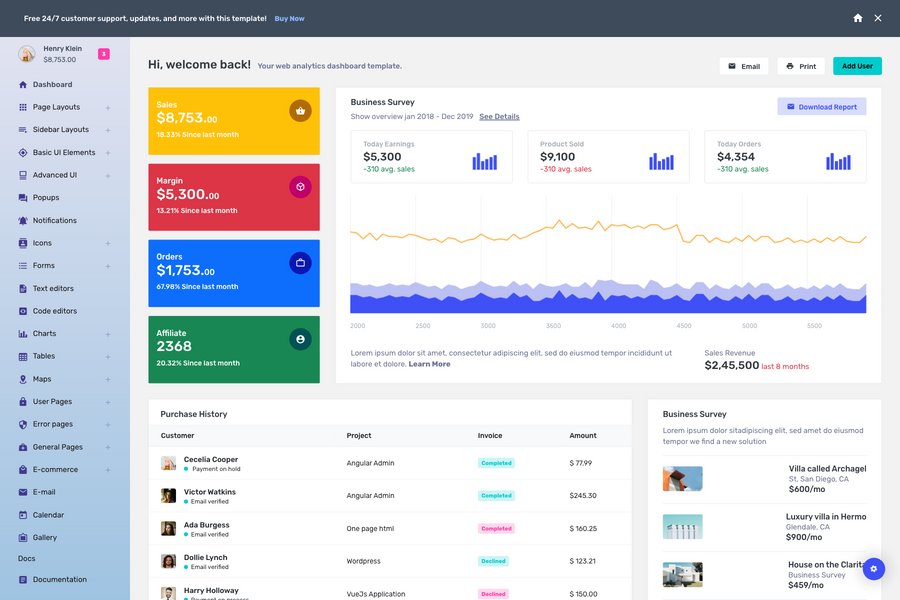 Free 24/7 customer support, updates, and more with this template! Buy Now
Henry Klein
$8,753.00
3
Dashboard
Page Layouts
Sidebar Layouts
Basic UI Elements
Advanced UI
Popups
Notifications
Icons
Forms
Text editors
Code editors
Charts
Tables
Maps
User Pages
Error pages
General Pages
E-commerce
E-mail
Calendar
Gallery
Docs
Documentation
Hi, welcome back! Your web analytics dashboard template.
Email
Print
Add User
Sales
$8,753.00
18.33% Since last month
Margin
$5,300.00
13.21% Since last month
Orders
$1,753.00
67.98% Since last month
Affiliate
2368
20.32% Since last month
Business Survey
Show overview jan 2018 - Dec 2019 See Details
Download Report
Today Earnings
$5,300
-310 avg. sales
Product Sold
$9,100
-310 avg. sales
Today Orders
$4,354
-310 avg. sales
2000 2500 3000 3500 4000 4500 5000 5500
Lorem ipsum dolor sit amet, consectetur adipiscing elit, sed do eiusmod tempor incididunt ut
labore et dolore. Learn More
Sales Revenue
$2,45,500 last 8 months
Purchase History
Customer Project Invoice Amount
Cecelia Cooper
Payment on hold
Angular Admin Completed $ 77.99
Victor Watkins
Email verified
Angular Admin Completed $245.30
Ada Burgess
Email verified
One page html Completed $ 160.25
Dollie Lynch
Email verified
Wordpress Declined $ 123.21
Harry Holloway
Payment on process
VueJs Application Declined $ 150.00
Business Survey
Lorem ipsum dolor sitadipiscing elit, sed amet do eiusmod
tempor we find a new solution
Villa called Archagel
St, San Diego, CA
$600/mo
Luxury villa in Hermo
Glendale, CA
$900/mo
House on the Clarita
Business Survey
$459/mo